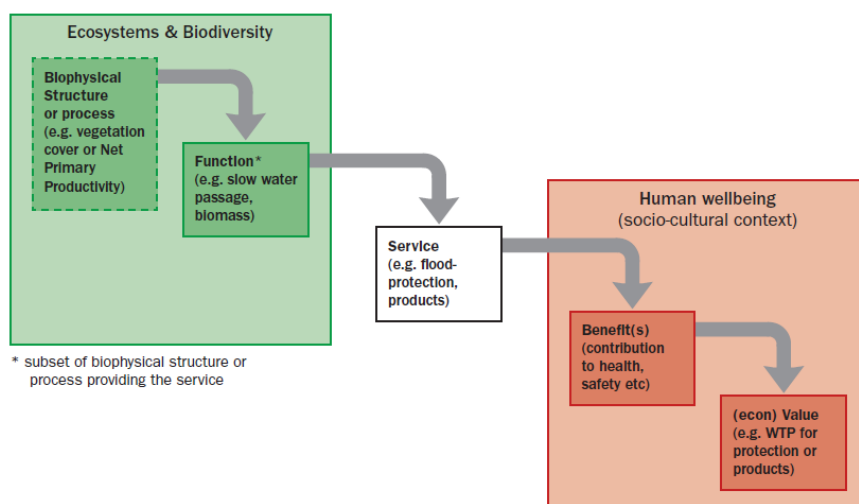 Ecosystems & Biodiversity
Biophysical
Structure
or process
(e.g. vegetation
cover or Net
Primary
Productivity)
Function*
(e.g. slow water
passage,
biomass)
Service
(e.g. flood-
protection,
products)
* subset of biophysical structure or
process providing the service
Human wellbeing
(socio-cultural context)
Benefit(s)
(contribution
to health,
safety etc)
(econ) Value
(e.g. WTP for
protection or
products)